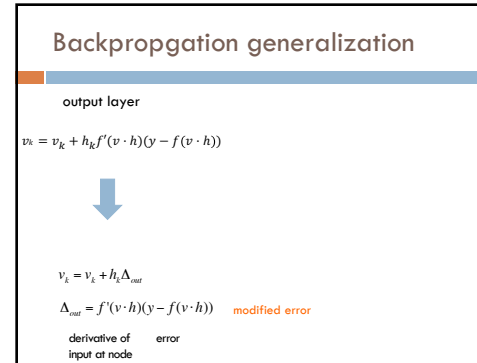 Backpropgation generalization
output layer
𝑣ₖ = 𝑣ₖ + ℎₖ𝑓′(𝑣 · ℎ)(𝑦 − 𝑓(𝑣 · ℎ))
vₖ = vₖ + hₖΔₒᵤₜ
Δₒᵤₜ = f'(v·h)(y − f(v·h)) modified error
derivative of error
input at node